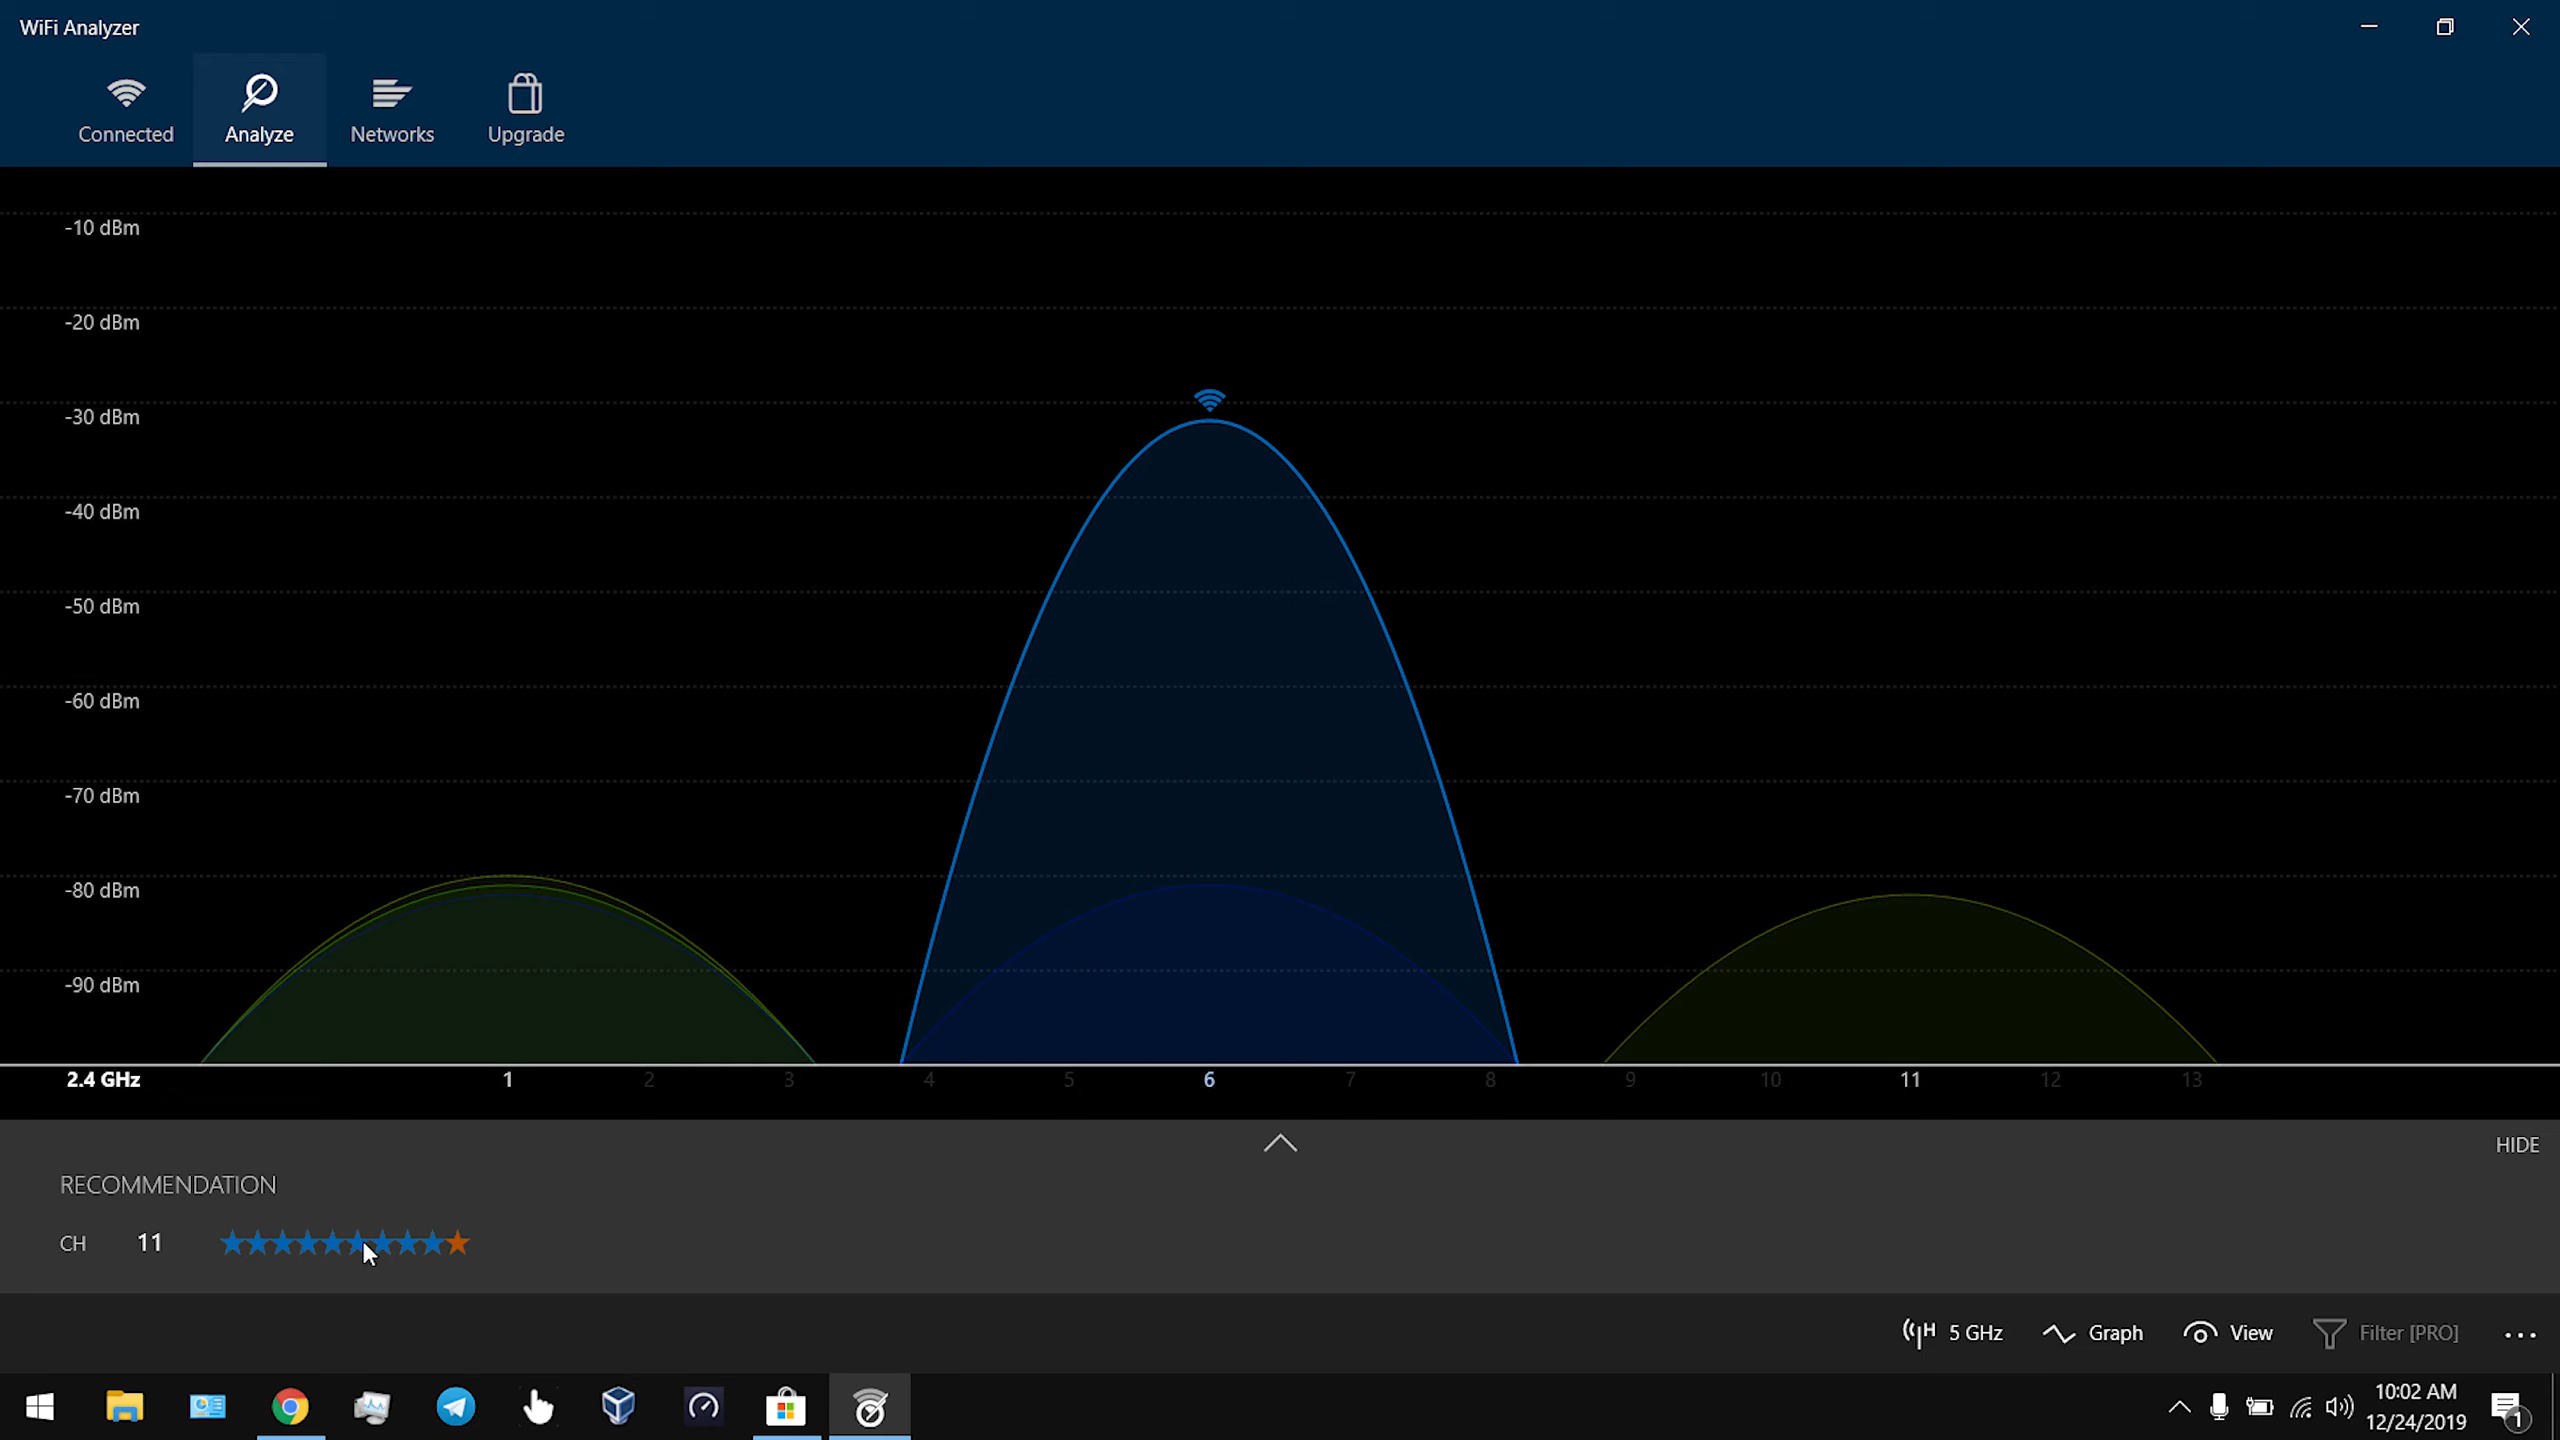 WiFi Analyzer
Connected
Analyze
Networks
Upgrade
-10 dBm
-20 dBm
-30 dBm
-40 dBm
-50 dBm
-60 dBm
-70 dBm
-80 dBm
-90 dBm
2.4 GHz 1 2 3 4 5 6 7 8 9 10 11 12 13
HIDE
RECOMMENDATION
CH 11
5 GHz Graph View Filter [PRO]
10:02 AM
12/24/2019
1